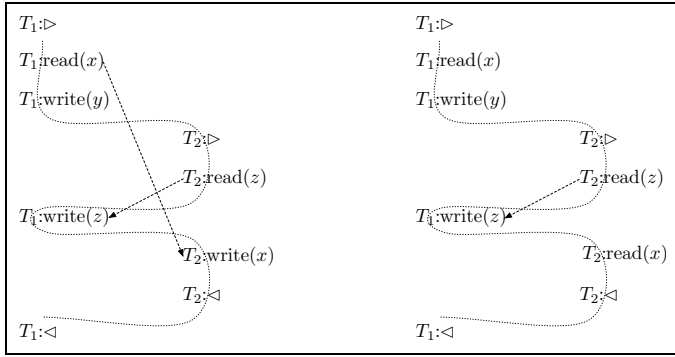 T₁:▷
T₁:read(x)
T₁:write(y)
T₂:▷
T₂:read(z)
T₁:write(z)
T₂:write(x)
T₂:◁
T₁:◁
T₁:▷
T₁:read(x)
T₁:write(y)
T₂:▷
T₂:read(z)
T₁:write(z)
T₂:read(x)
T₂:◁
T₁:◁